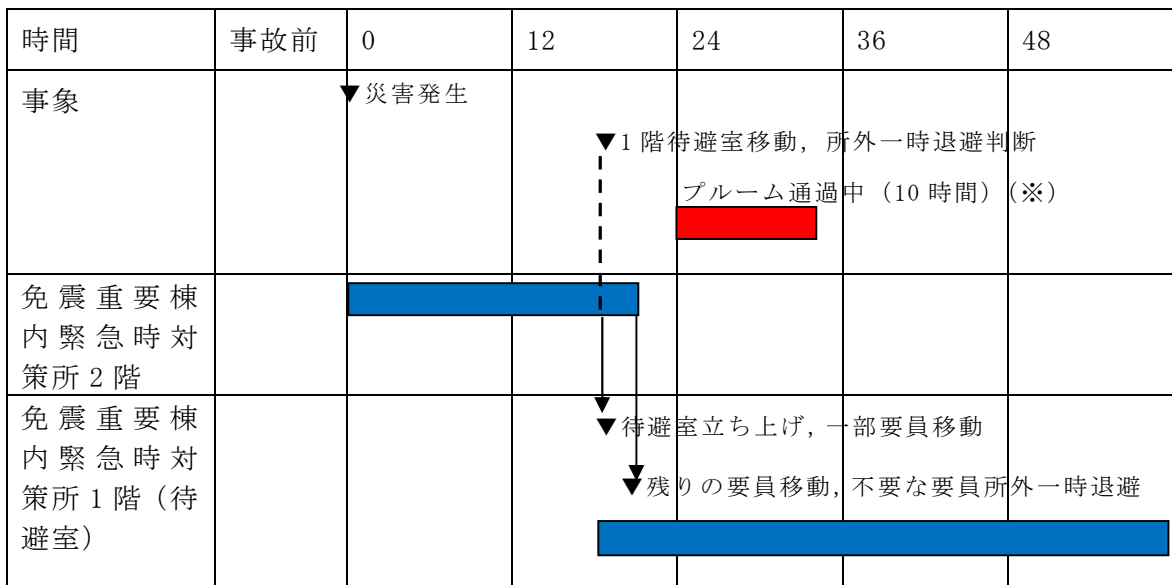 時間 事故前 0 12 24 36 48
事象
▼災害発生
▼1階待避室移動, 所外一時退避判断
プルーム通過中 (10時間) (※)
免震重要棟
内緊急時対
策所2階
免震重要棟
内緊急時対
策所1階 (待
避室)
▼待避室立ち上げ, 一部要員移動
▼残りの要員移動, 不要な要員所外一時退避